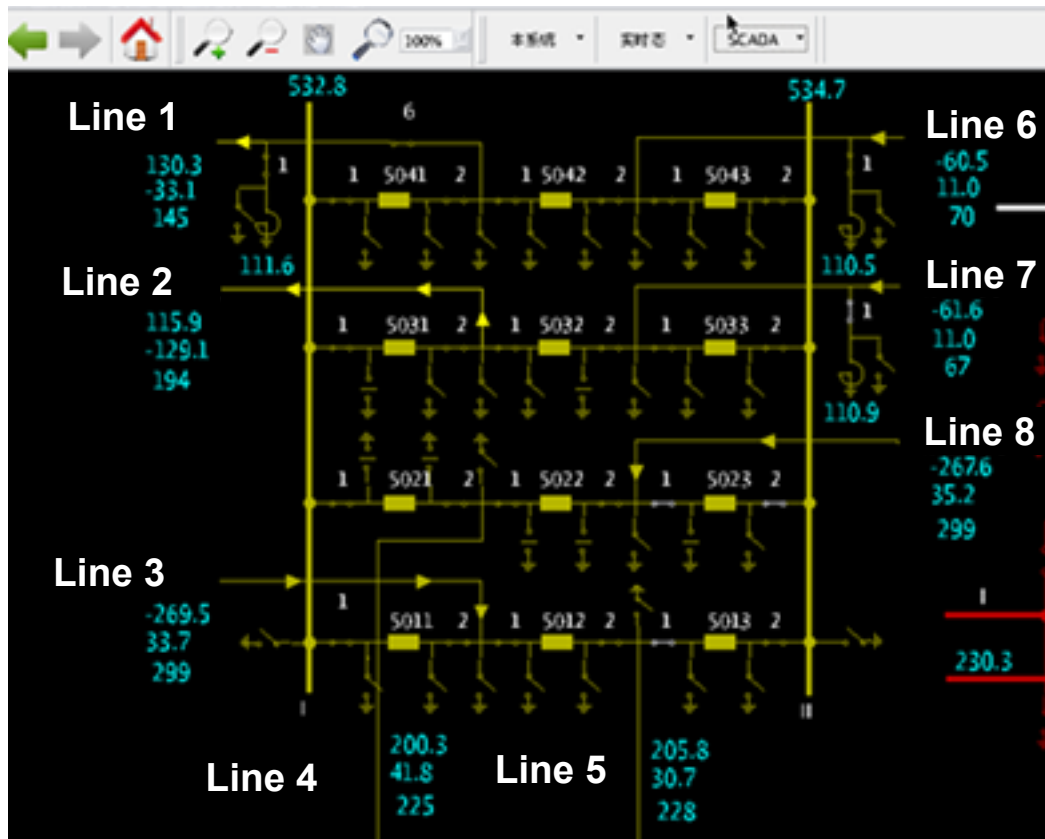 100% 本系统 实时态 SCADA
532.8 534.7
Line 1
6
Line 6
130.3
-33.1
145
1
1 5041 2 1 5042 2 1 5043 2
1
-60.5
11.0
70
111.6
110.5
Line 2
Line 7
115.9
-129.1
194
1 5031 2 1 5032 2 1 5033 2
1
-61.6
11.0
67
110.9
Line 8
1 5021 2 1 5022 2 1 5023 2
-267.6
35.2
299
Line 3
-269.5
33.7
299
1
5011 2 1 5012 2 1 5013 2
I
230.3
I
II
Line 4
200.3
41.8
225
Line 5
205.8
30.7
228